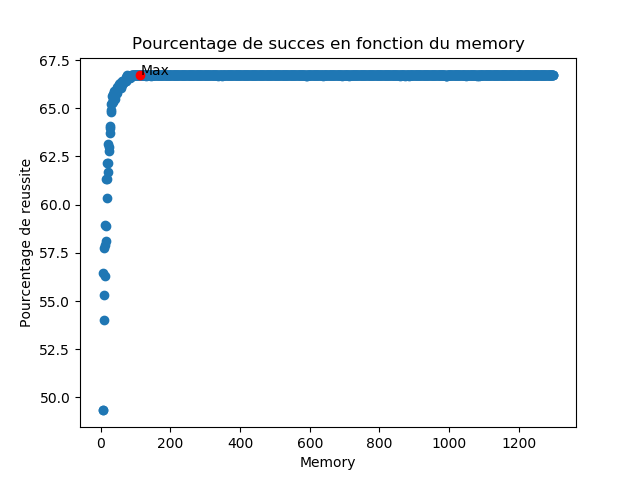 Pourcentage de succes en fonction du memory
67.5
65.0
62.5
60.0
57.5
55.0
52.5
50.0
Pourcentage de reussite
Max
0 200 400 600 800 1000 1200
Memory